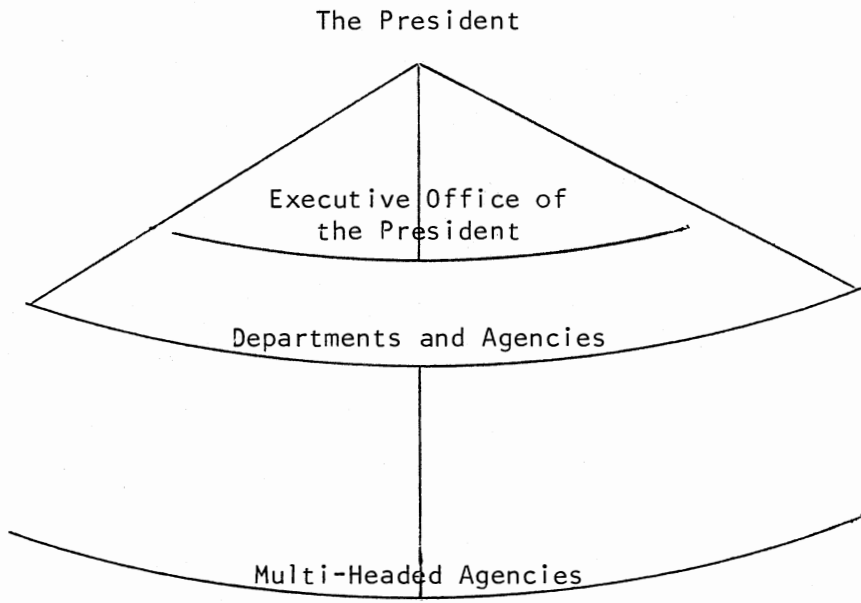 The President
Executive Office of
the President
Departments and Agencies
Multi-Headed Agencies